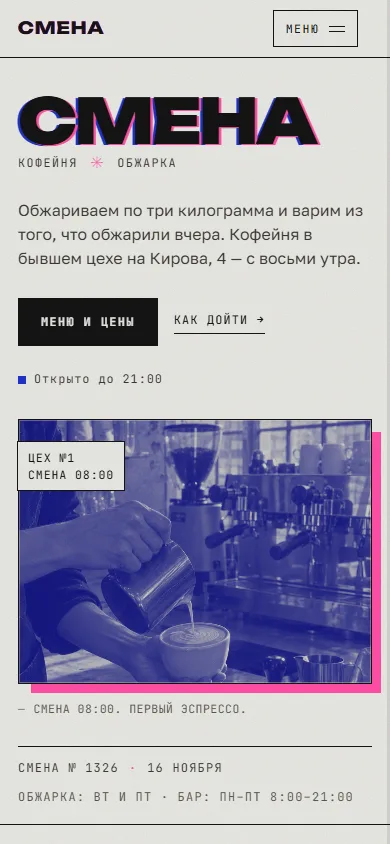 СМЕНА
МЕНЮ
СМЕНА
КОФЕЙНЯ ✳ ОБЖАРКА
Обжариваем по три килограмма и варим из
того, что обжарили вчера. Кофейня в
бывшем цехе на Кирова, 4 — с восьми утра.
МЕНЮ И ЦЕНЫ
КАК ДОЙТИ →
Открыто до 21:00
ЦЕХ №1
СМЕНА 08:00
— СМЕНА 08:00. ПЕРВЫЙ ЭСПРЕССО.
СМЕНА № 1326 · 16 НОЯБРЯ
ОБЖАРКА: ВТ И ПТ · БАР: ПН–ПТ 8:00–21:00